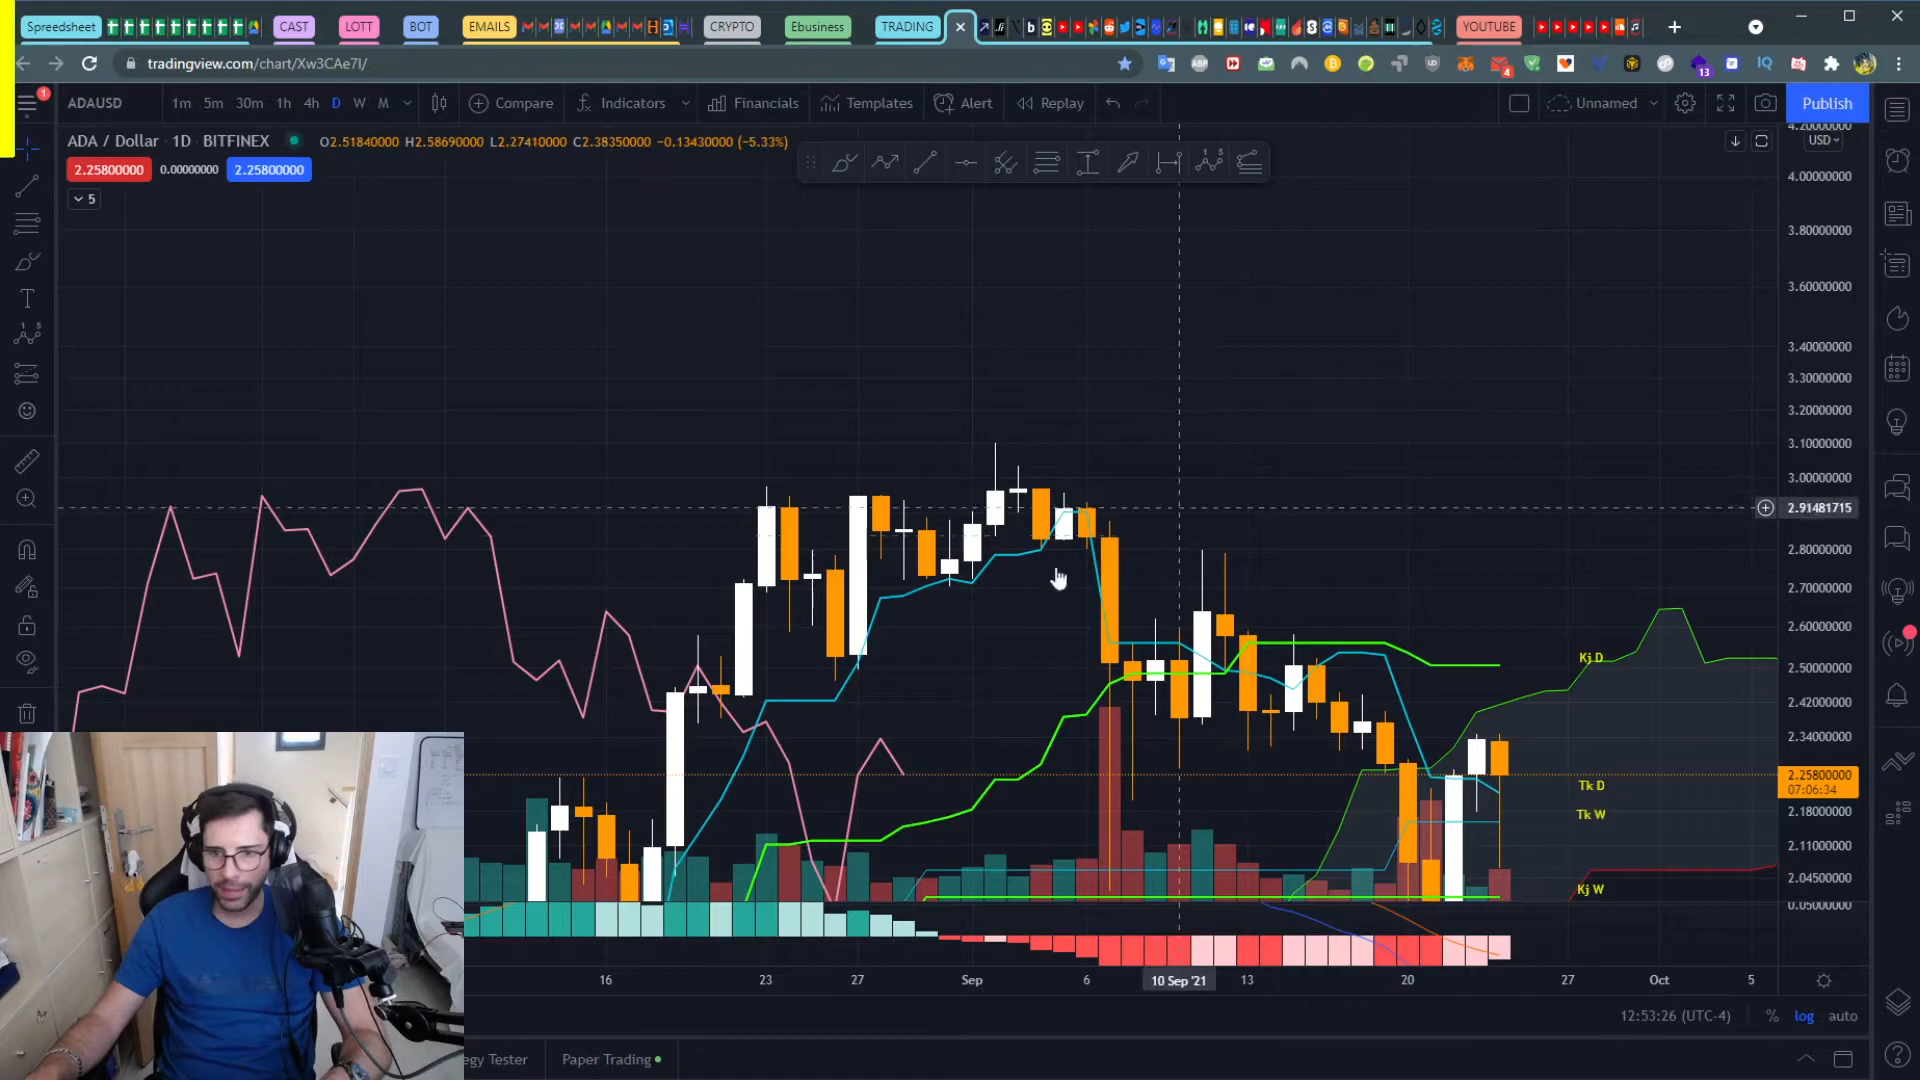 Spreedsheet CAST LOTT BOT EMAILS CRYPTO Ebusiness TRADING YOUTUBE
tradingview.com/chart/Xw3CAe7I/
ADAUSD 1m 5m 30m 1h 4h D W M Compare Indicators Financials Templates Alert Replay Unnamed Publish
ADA / Dollar · 1D · BITFINEX O2.51840000 H2.58690000 L2.27410000 C2.38350000 -0.13430000 (-5.33%)
2.25800000 0.00000000 2.25800000
5
USD
4.20000000
4.00000000
3.80000000
3.60000000
3.40000000
3.30000000
3.20000000
3.10000000
3.00000000
2.91481715
2.80000000
2.70000000
2.60000000
2.50000000
2.42000000
2.34000000
2.25800000
07:06:34
2.18000000
2.11000000
2.04500000
0.05000000
Kj D
Tk D
Tk W
Kj W
16 23 27 Sep 6 10 Sep '21 13 20 27 Oct 5
12:53:26 (UTC-4) % log auto
egy Tester Paper Trading